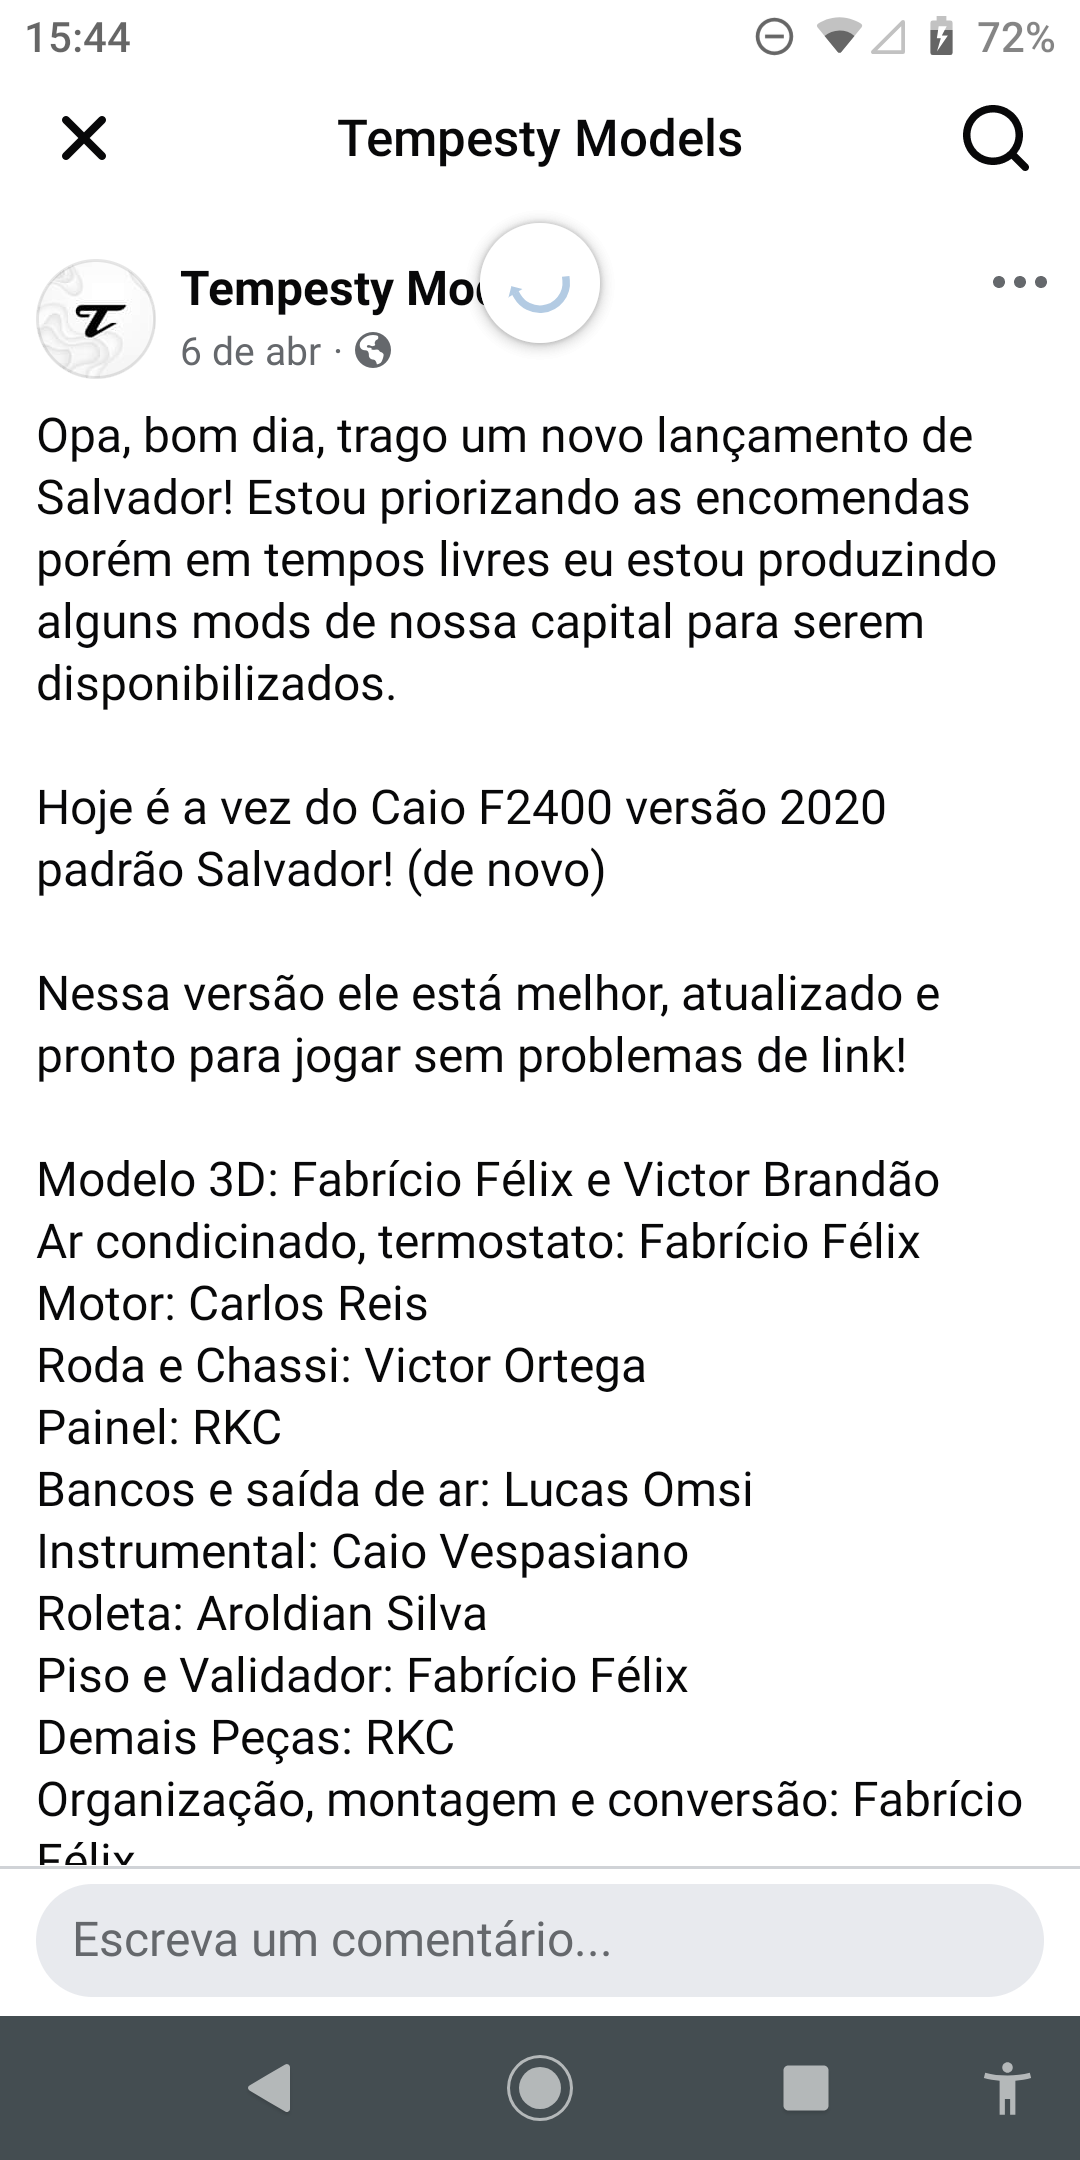 15:44
72%
Tempesty Models
Tempesty Mo
6 de abr ·
Opa, bom dia, trago um novo lançamento de
Salvador! Estou priorizando as encomendas
porém em tempos livres eu estou produzindo
alguns mods de nossa capital para serem
disponibilizados.
Hoje é a vez do Caio F2400 versão 2020
padrão Salvador! (de novo)
Nessa versão ele está melhor, atualizado e
pronto para jogar sem problemas de link!
Modelo 3D: Fabrício Félix e Victor Brandão
Ar condicinado, termostato: Fabrício Félix
Motor: Carlos Reis
Roda e Chassi: Victor Ortega
Painel: RKC
Bancos e saída de ar: Lucas Omsi
Instrumental: Caio Vespasiano
Roleta: Aroldian Silva
Piso e Validador: Fabrício Félix
Demais Peças: RKC
Organização, montagem e conversão: Fabrício
Félix
Escreva um comentário...